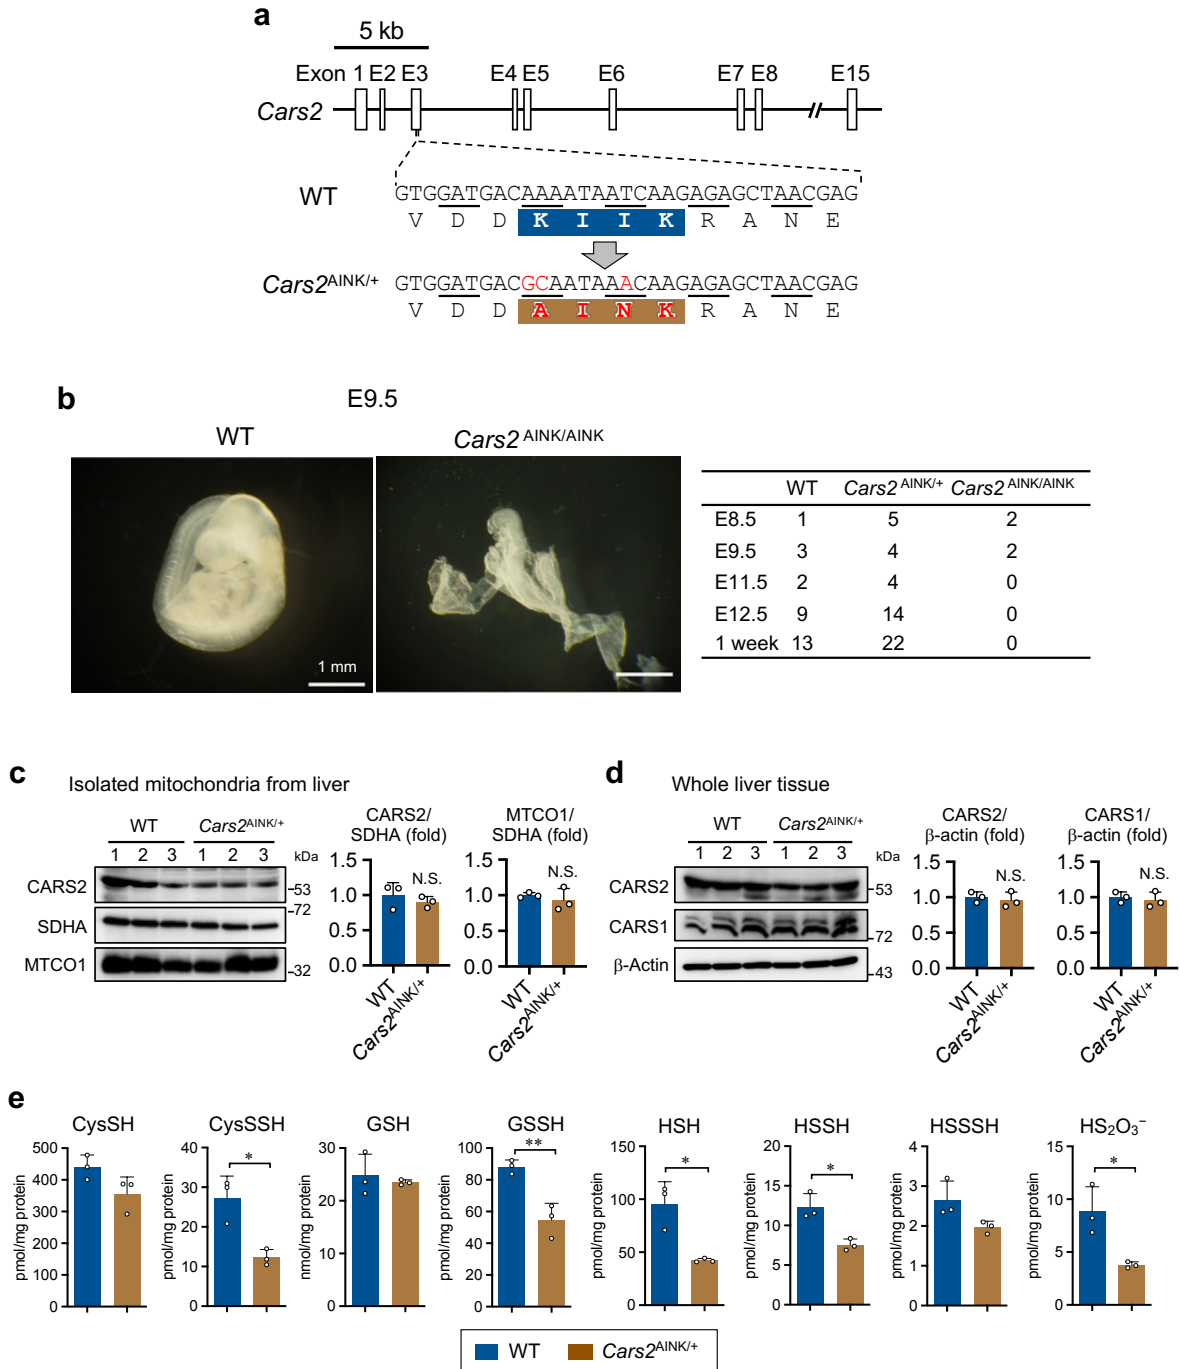 a
5 kb
Exon 1 E2 E3 E4 E5 E6 E7 E8 E15
Cars2
WT
GTGGATGACAAAATAATCAAGAGAGCTAACGAG
V D D K I I K R A N E
Cars2AINK/+
GTGGATGACGCAATAAACAAGAGAGCTAACGAG
V D D A I N K R A N E
b
E9.5
WT
Cars2 AINK/AINK
1 mm
WT Cars2 AINK/+ Cars2 AINK/AINK
E8.5 1 5 2
E9.5 3 4 2
E11.5 2 4 0
E12.5 9 14 0
1 week 13 22 0
c
Isolated mitochondria from liver
WT Cars2AINK/+
1 2 3 1 2 3 kDa
CARS2
53
72
SDHA
MTCO1
32
CARS2/
SDHA (fold)
1.5
1.0
0.5
0.0
N.S.
WT
Cars2AINK/+
MTCO1/
SDHA (fold)
1.5
1.0
0.5
0.0
N.S.
WT
Cars2AINK/+
d
Whole liver tissue
WT Cars2AINK/+
1 2 3 1 2 3 kDa
CARS2
53
CARS1
72
β-Actin
43
CARS2/
β-actin (fold)
1.5
1.0
0.5
0.0
N.S.
WT
Cars2AINK/+
CARS1/
β-actin (fold)
1.5
1.0
0.5
0.0
N.S.
WT
Cars2AINK/+
e
CysSH
pmol/mg protein
500
400
300
200
100
0
CysSSH
pmol/mg protein
40
30
20
10
0
*
GSH
nmol/mg protein
30
20
10
0
GSSH
pmol/mg protein
100
80
60
40
20
0
**
HSH
pmol/mg protein
150
100
50
0
*
HSSH
pmol/mg protein
20
15
10
5
0
*
HSSSH
pmol/mg protein
4
3
2
1
0
HS₂O₃⁻
pmol/mg protein
15
10
5
0
*
WT Cars2AINK/+